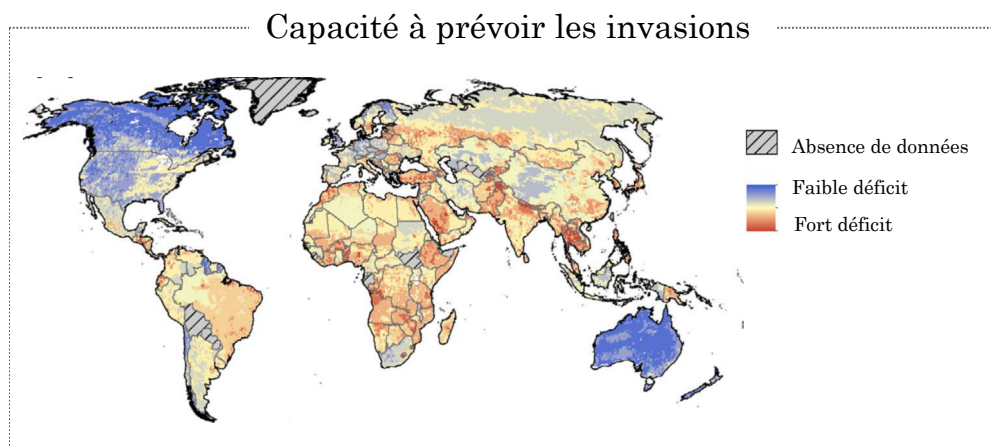 Capacité à prévoir les invasions
Absence de données
Faible déficit
Fort déficit